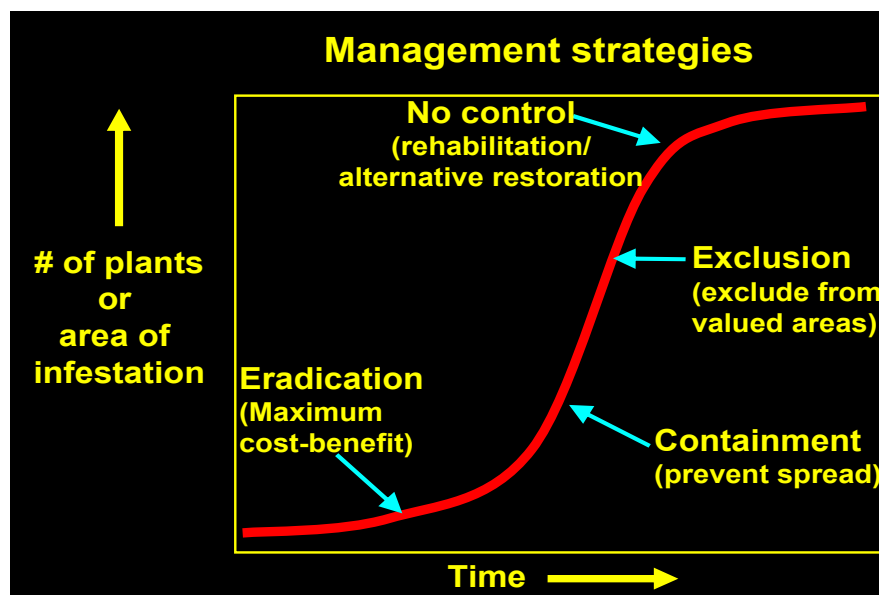 Management strategies
No control
(rehabilitation/
alternative restoration
# of plants
or
area of
infestation
Exclusion
(exclude from
valued areas)
Eradication
(Maximum
cost-benefit)
Containment
(prevent spread)
Time